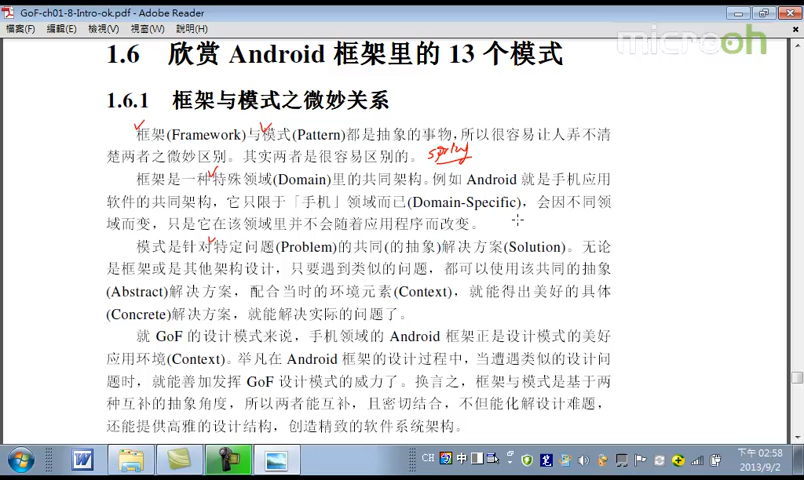 GoF-ch01-8-Intro-ok.pdf - Adobe Reader
檔案(F) 編輯(E) 檢視(V) 視窗(W) 說明(H)
microoh
1.6 欣赏 Android 框架里的 13 个模式
1.6.1 框架与模式之微妙关系
框架(Framework)与模式(Pattern)都是抽象的事物,所以很容易让人弄不清
楚两者之微妙区别。其实两者是很容易区别的。 spring
框架是一种特殊领域(Domain)里的共同架构。例如 Android 就是手机应用
软件的共同架构,它只限于「手机」领域而已(Domain-Specific),会因不同领
域而变,只是它在该领域里并不会随着应用程序而改变。
模式是针对特定问题(Problem)的共同(的抽象)解决方案(Solution)。无论
是框架或是其他架构设计,只要遇到类似的问题,都可以使用该共同的抽象
(Abstract)解决方案,配合当时的环境元素(Context),就能得出美好的具体
(Concrete)解决方案,就能解决实际的问题了。
就 GoF 的设计模式来说,手机领域的 Android 框架正是设计模式的美好
应用环境(Context)。举凡在 Android 框架的设计过程中,当遭遇类似的设计问
题时,就能善加发挥 GoF 设计模式的威力了。换言之,框架与模式是基于两
种互补的抽象角度,所以两者能互补,且密切结合,不但能化解设计难题,
还能提供高雅的设计结构,创造精致的软件系统架构。
CH 中 下午 02:58
2013/9/2